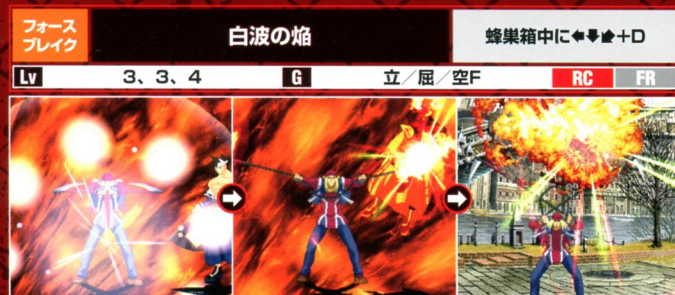 フォース
ブレイク
白波の焔
蜂巣箱中に⬅⬇⬋+D
Lv
3、3、4
G
立/屈/空F
RC
FR